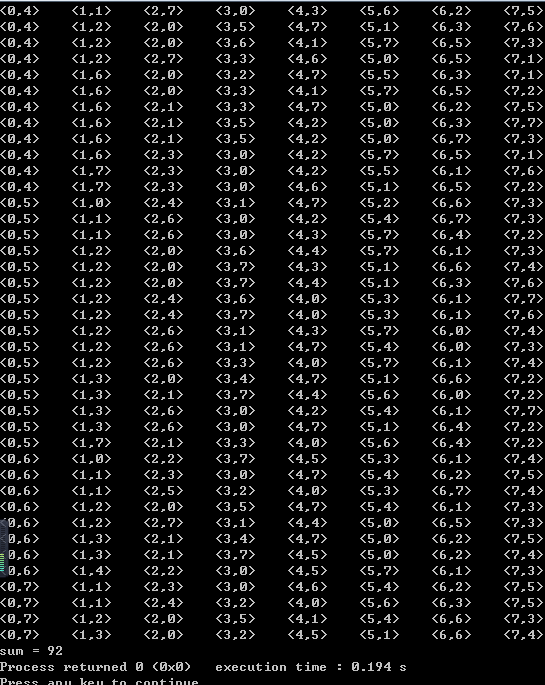 <0,4> <1,1> <2,7> <3,0> <4,3> <5,6> <6,2> <7,5>
<0,4> <1,2> <2,0> <3,5> <4,7> <5,1> <6,3> <7,6>
<0,4> <1,2> <2,0> <3,6> <4,1> <5,7> <6,5> <7,3>
<0,4> <1,2> <2,7> <3,3> <4,6> <5,0> <6,5> <7,1>
<0,4> <1,6> <2,0> <3,2> <4,7> <5,5> <6,3> <7,1>
<0,4> <1,6> <2,0> <3,3> <4,1> <5,7> <6,5> <7,2>
<0,4> <1,6> <2,1> <3,3> <4,7> <5,0> <6,2> <7,5>
<0,4> <1,6> <2,1> <3,5> <4,2> <5,0> <6,3> <7,7>
<0,4> <1,6> <2,1> <3,5> <4,2> <5,0> <6,7> <7,3>
<0,4> <1,6> <2,3> <3,0> <4,2> <5,7> <6,5> <7,1>
<0,4> <1,7> <2,3> <3,0> <4,2> <5,5> <6,1> <7,6>
<0,4> <1,7> <2,3> <3,0> <4,6> <5,1> <6,5> <7,2>
<0,5> <1,0> <2,4> <3,1> <4,7> <5,2> <6,6> <7,3>
<0,5> <1,1> <2,6> <3,0> <4,2> <5,4> <6,7> <7,3>
<0,5> <1,1> <2,6> <3,0> <4,3> <5,7> <6,4> <7,2>
<0,5> <1,2> <2,0> <3,6> <4,4> <5,7> <6,1> <7,3>
<0,5> <1,2> <2,0> <3,7> <4,3> <5,1> <6,6> <7,4>
<0,5> <1,2> <2,0> <3,7> <4,4> <5,1> <6,3> <7,6>
<0,5> <1,2> <2,4> <3,6> <4,0> <5,3> <6,1> <7,7>
<0,5> <1,2> <2,4> <3,7> <4,0> <5,3> <6,1> <7,6>
<0,5> <1,2> <2,6> <3,1> <4,3> <5,7> <6,0> <7,4>
<0,5> <1,2> <2,6> <3,1> <4,7> <5,4> <6,0> <7,3>
<0,5> <1,2> <2,6> <3,3> <4,0> <5,7> <6,1> <7,4>
<0,5> <1,3> <2,0> <3,4> <4,7> <5,1> <6,6> <7,2>
<0,5> <1,3> <2,1> <3,7> <4,4> <5,6> <6,0> <7,2>
<0,5> <1,3> <2,6> <3,0> <4,2> <5,4> <6,1> <7,7>
<0,5> <1,3> <2,6> <3,0> <4,7> <5,1> <6,4> <7,2>
<0,5> <1,7> <2,1> <3,3> <4,0> <5,6> <6,4> <7,2>
<0,6> <1,0> <2,2> <3,7> <4,5> <5,3> <6,1> <7,4>
<0,6> <1,1> <2,3> <3,0> <4,7> <5,4> <6,2> <7,5>
<0,6> <1,1> <2,5> <3,2> <4,0> <5,3> <6,7> <7,4>
<0,6> <1,2> <2,0> <3,5> <4,7> <5,4> <6,1> <7,3>
0,6> <1,2> <2,7> <3,1> <4,4> <5,0> <6,5> <7,3>
0,6> <1,3> <2,1> <3,4> <4,7> <5,0> <6,2> <7,5>
0,6> <1,3> <2,1> <3,7> <4,5> <5,0> <6,2> <7,4>
0,6> <1,4> <2,2> <3,0> <4,5> <5,7> <6,1> <7,3>
<0,7> <1,1> <2,3> <3,0> <4,6> <5,4> <6,2> <7,5>
<0,7> <1,1> <2,4> <3,2> <4,0> <5,6> <6,3> <7,5>
<0,7> <1,2> <2,0> <3,5> <4,1> <5,4> <6,6> <7,3>
<0,7> <1,3> <2,0> <3,2> <4,5> <5,1> <6,6> <7,4>
sum = 92
Process returned 0 (0x0) execution time : 0.194 s
Press any key to continue